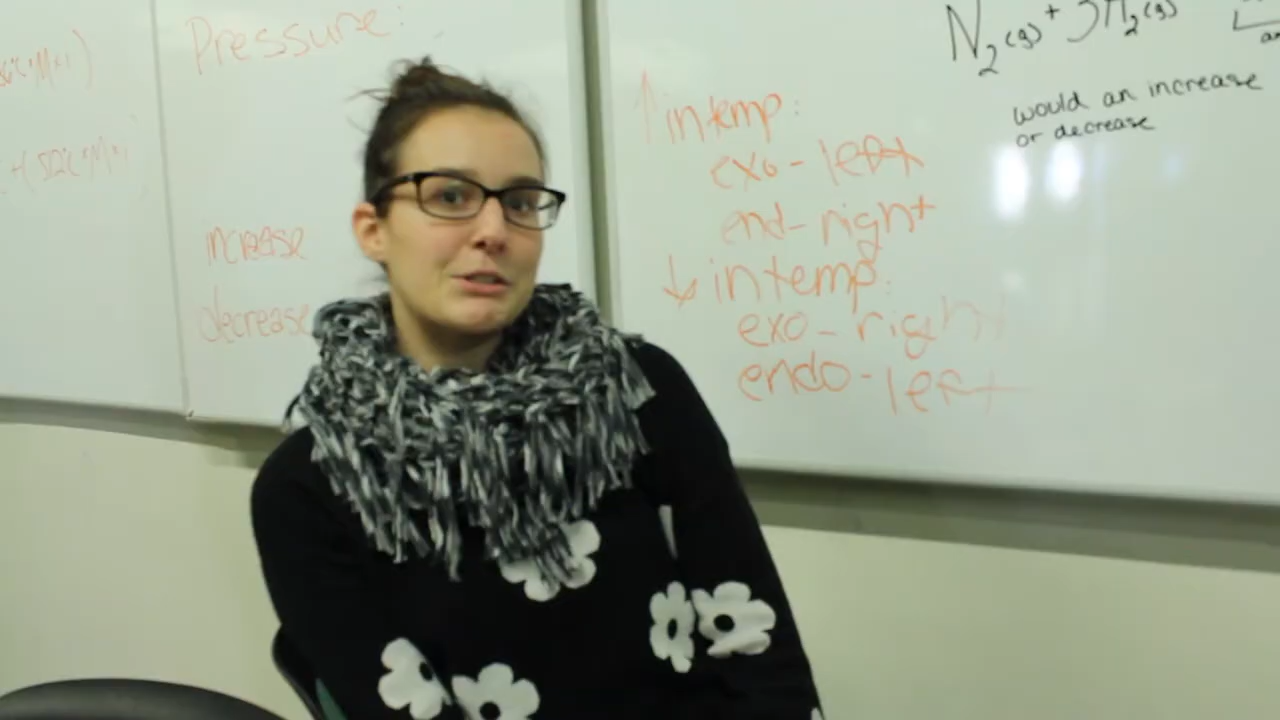 Pressure:
increase
decrease
↑ in temp:
exo - left
end - right
↓ in temp:
exo - right
endo - left
N2(g) + 3H2(g)
would an increase
or decrease